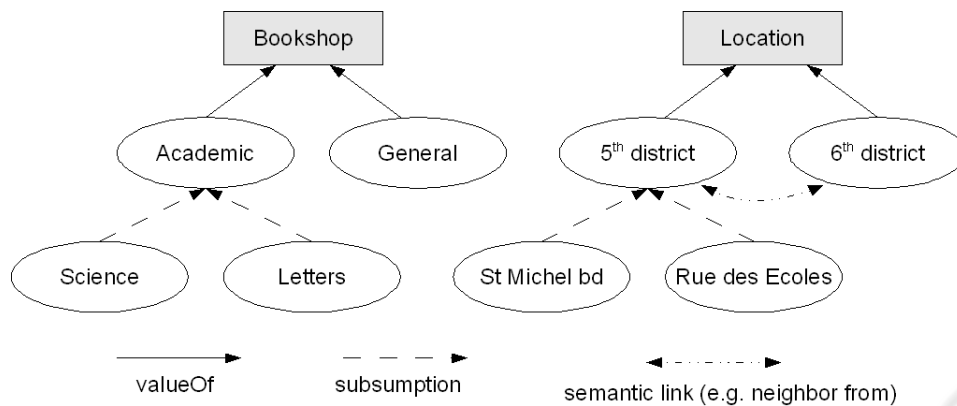 Bookshop
Location
Academic
General
5th district
6th district
Science
Letters
St Michel bd
Rue des Ecoles
valueOf
subsumption
semantic link (e.g. neighbor from)